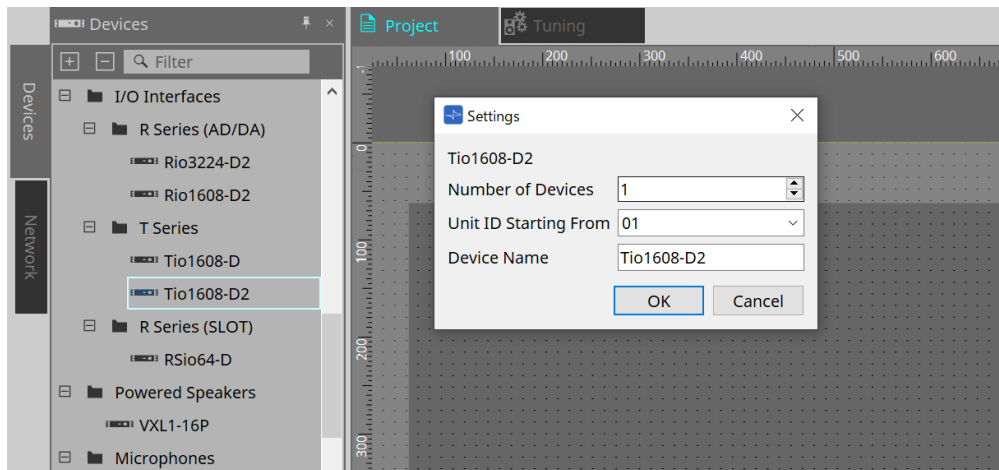 Devices
Filter
I/O Interfaces
R Series (AD/DA)
Rio3224-D2
Rio1608-D2
T Series
Tio1608-D
Tio1608-D2
R Series (SLOT)
RSio64-D
Powered Speakers
VXL1-16P
Microphones
Devices
Network
Project
Tuning
100 200 300 400 500 600
0
100
200
300
Settings
Tio1608-D2
Number of Devices 1
Unit ID Starting From 01
Device Name Tio1608-D2
OK Cancel